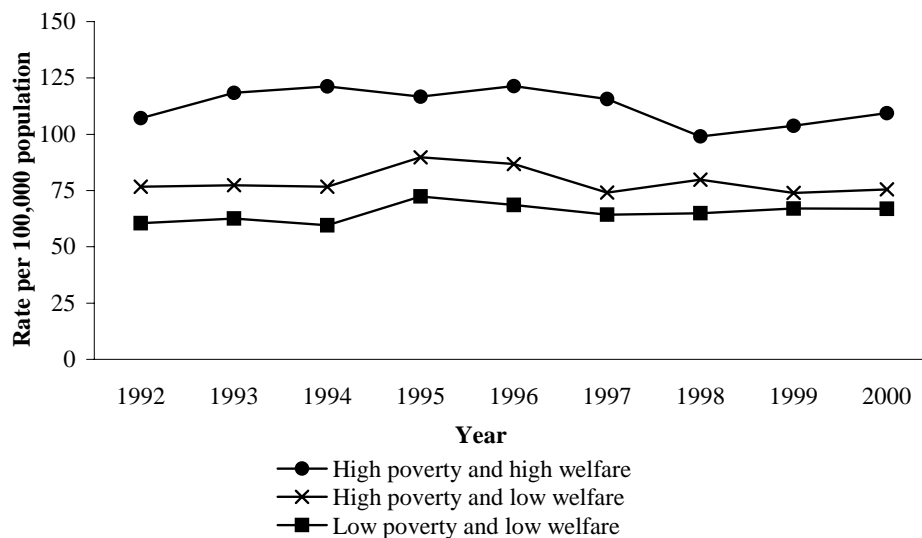 150
125
100
75
50
25
0
Rate per 100,000 population
1992 1993 1994 1995 1996 1997 1998 1999 2000
Year
High poverty and high welfare
High poverty and low welfare
Low poverty and low welfare